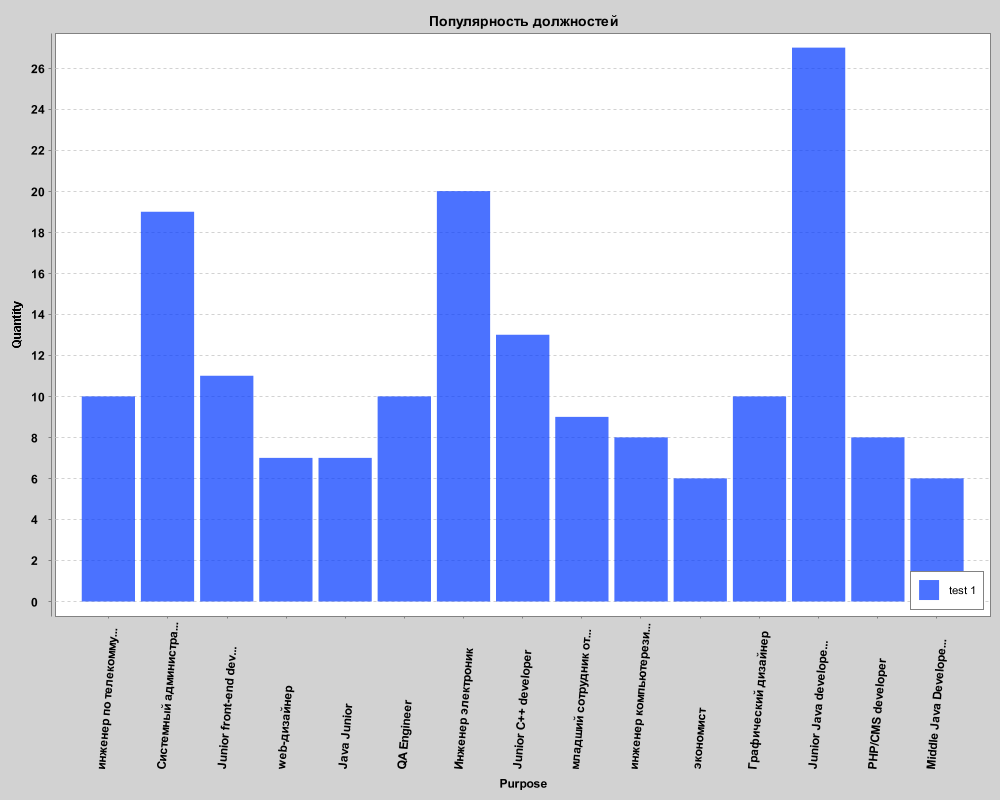 Популярность должностей
Quantity
26
24
22
20
18
16
14
12
10
8
6
4
2
0
test 1
инженер по телекомму...
Системный администра...
Junior front-end dev...
web-дизайнер
Java Junior
QA Engineer
Инженер электроник
Junior C++ developer
младший сотрудник от...
инженер компьютерези...
экономист
Графический дизайнер
Junior Java develope...
PHP/CMS developer
Middle Java Develope...
Purpose